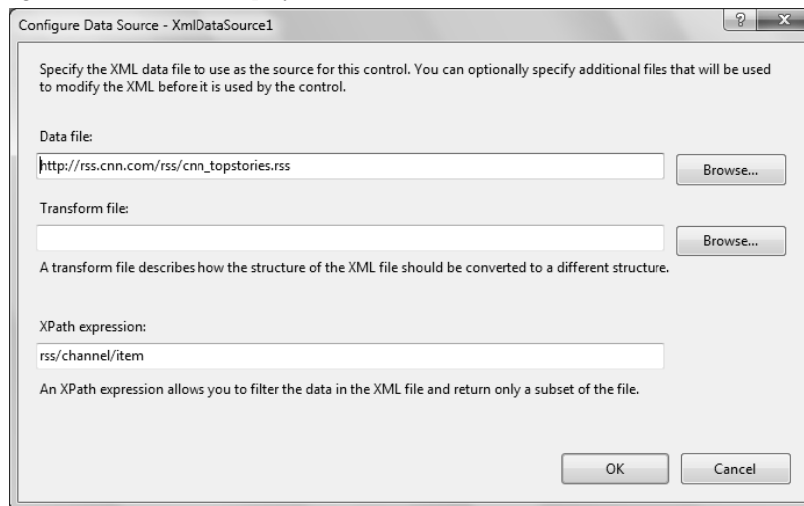 Configure Data Source - XmlDataSource1
Specify the XML data file to use as the source for this control. You can optionally specify additional files that will be used
to modify the XML before it is used by the control.
Data file:
http://rss.cnn.com/rss/cnn_topstories.rss
Browse...
Transform file:
Browse...
A transform file describes how the structure of the XML file should be converted to a different structure.
XPath expression:
rss/channel/item
An XPath expression allows you to filter the data in the XML file and return only a subset of the file.
OK
Cancel